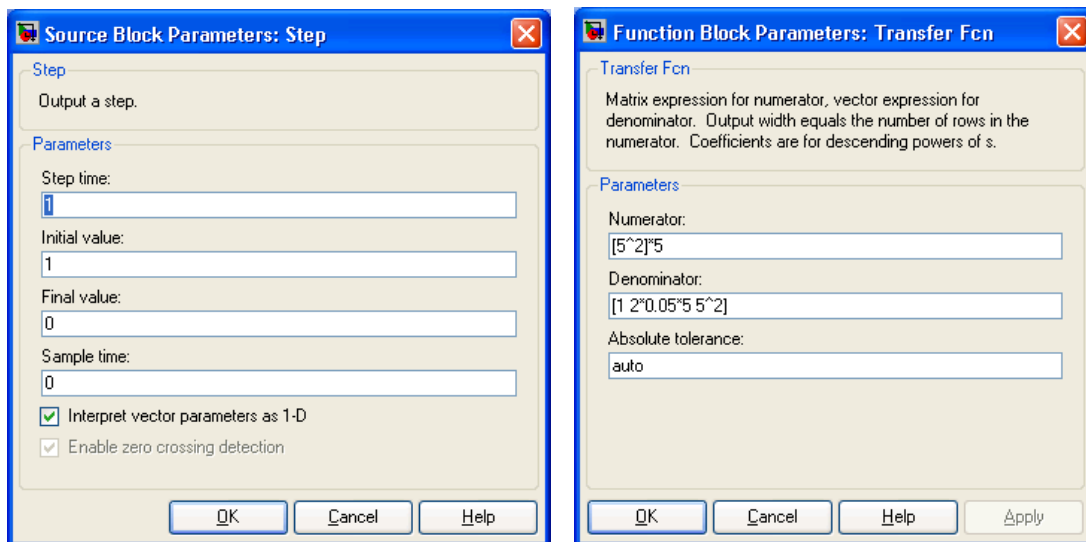 Source Block Parameters: Step
Step
Output a step.
Parameters
Step time:
1
Initial value:
1
Final value:
0
Sample time:
0
Interpret vector parameters as 1-D
Enable zero crossing detection
OK Cancel Help
Function Block Parameters: Transfer Fcn
Transfer Fcn
Matrix expression for numerator, vector expression for
denominator. Output width equals the number of rows in the
numerator. Coefficients are for descending powers of s.
Parameters
Numerator:
[5^2]*5
Denominator:
[1 2*0.05*5 5^2]
Absolute tolerance:
auto
OK Cancel Help Apply